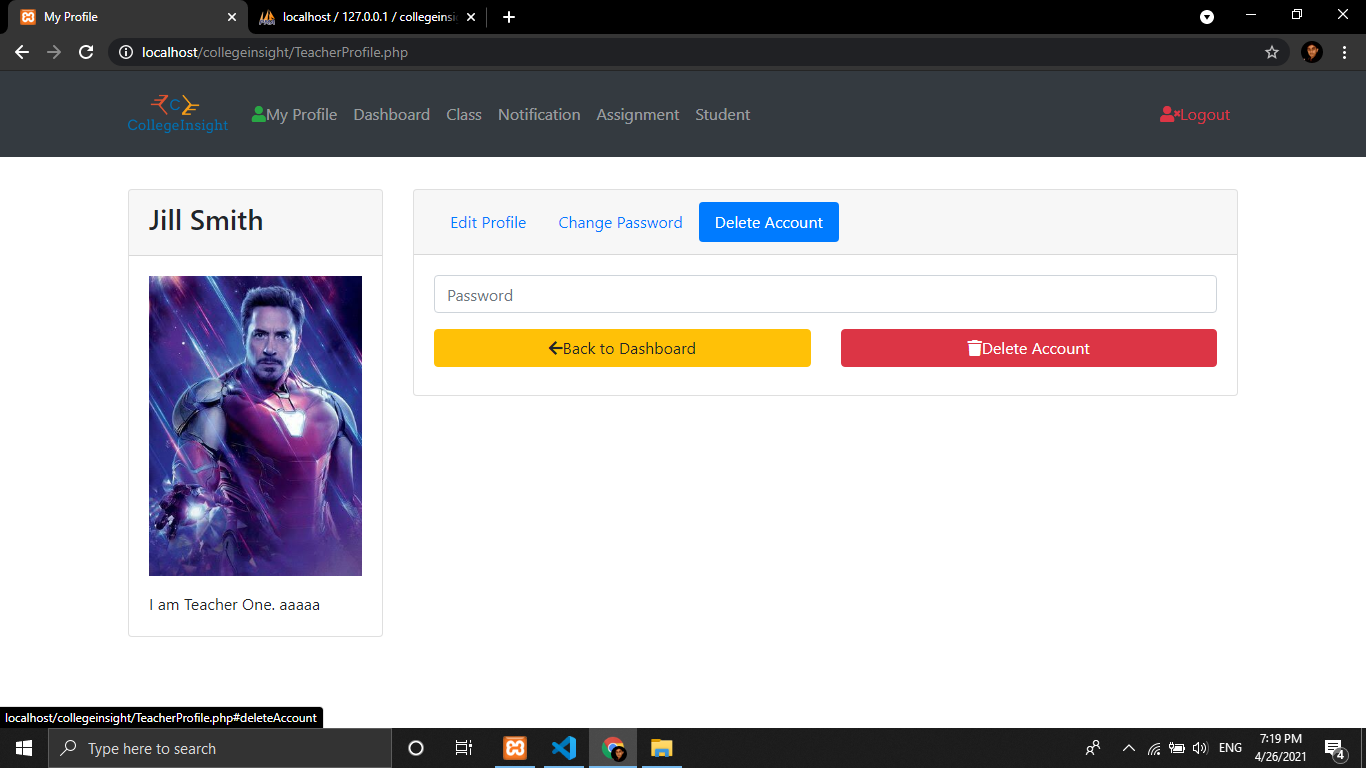 My Profile
localhost / 127.0.0.1 / collegeinsi
localhost/collegeinsight/TeacherProfile.php
CollegeInsight
My Profile Dashboard Class Notification Assignment Student
Logout
Jill Smith
Edit Profile Change Password Delete Account
Password
Back to Dashboard Delete Account
I am Teacher One. aaaaa
localhost/collegeinsight/TeacherProfile.php#deleteAccount
Type here to search
ENG
7:19 PM
4/26/2021
4